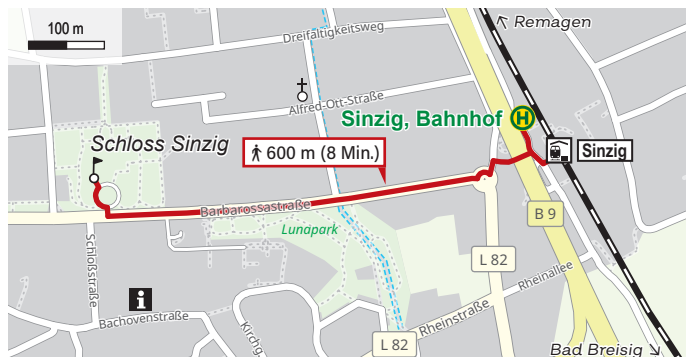 100 m
Remagen
Dreifaltigkeitsweg
Alfred-Ott-Straße
Sinzig, Bahnhof H
Schloss Sinzig
600 m (8 Min.)
Sinzig
Barbarossastraße
B 9
Lunapark
Schloßstraße
L 82
Rheinallee
i
Bachovenstraße
Kirchg.
L 82
Rheinstraße
Bad Breisig